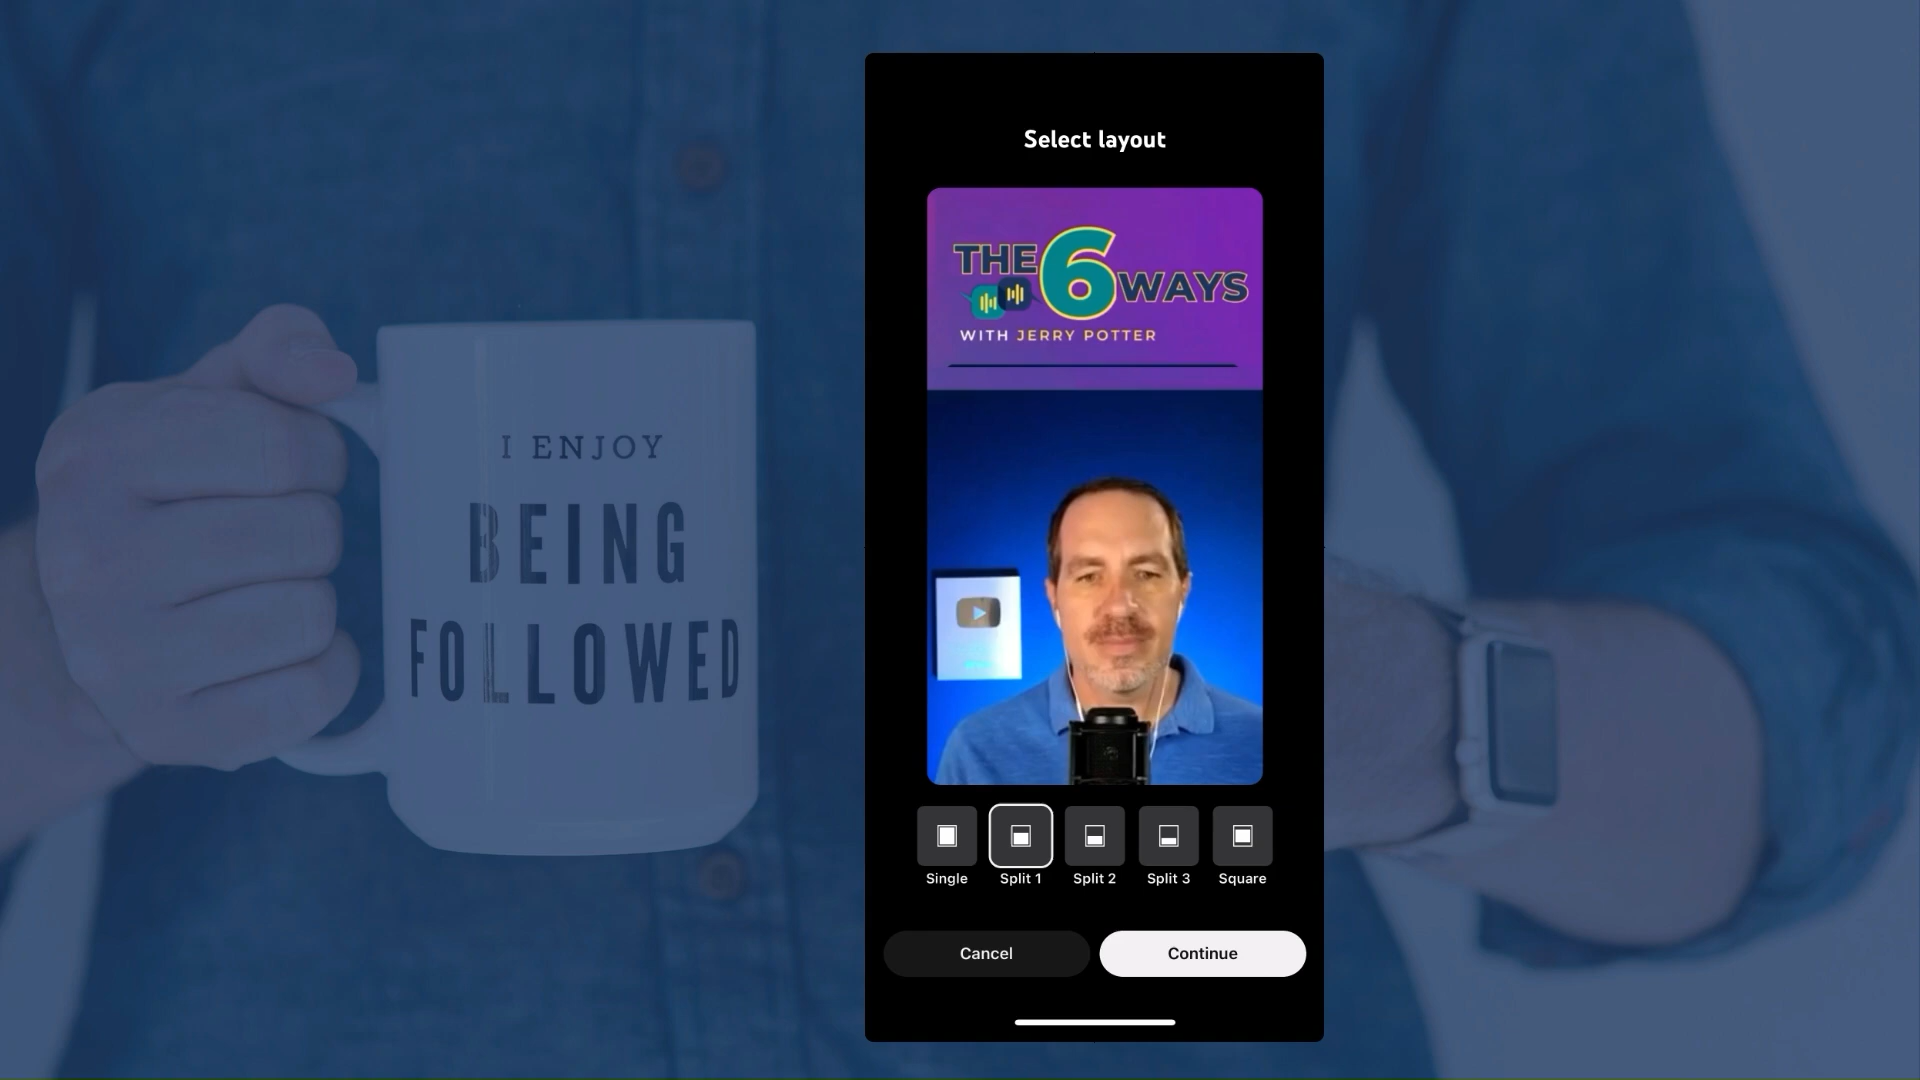 I ENJOY
BEING
FOLLOWED
Select layout
THE 6 WAYS
WITH JERRY POTTER
Single
Split 1
Split 2
Split 3
Square
Cancel
Continue